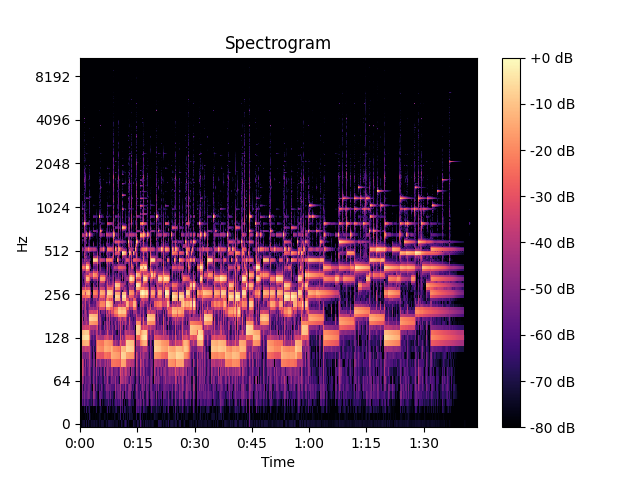 Spectrogram
8192
4096
2048
1024
512
256
128
64
0
Hz
0:00 0:15 0:30 0:45 1:00 1:15 1:30
Time
+0 dB
-10 dB
-20 dB
-30 dB
-40 dB
-50 dB
-60 dB
-70 dB
-80 dB